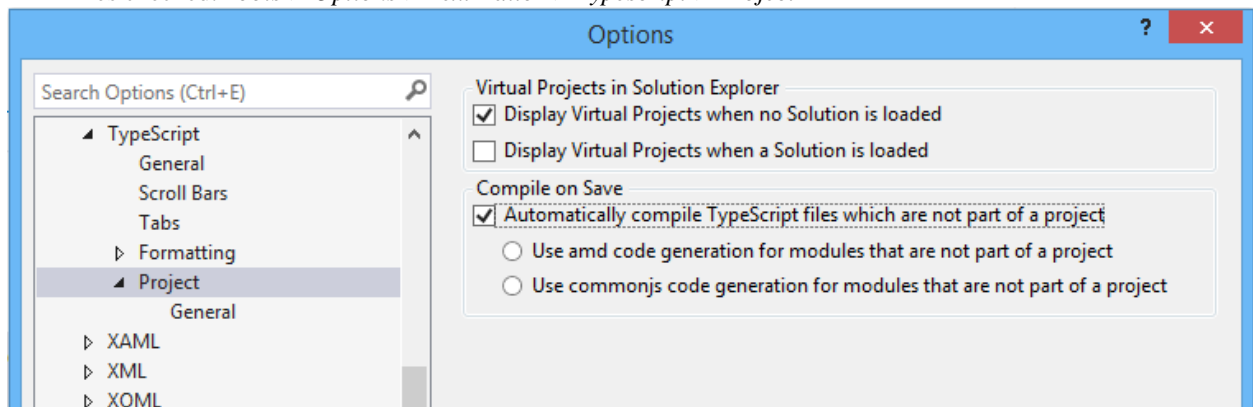 Options
?
Search Options (Ctrl+E)
TypeScript
General
Scroll Bars
Tabs
Formatting
Project
General
XAML
XML
XOML
Virtual Projects in Solution Explorer
Display Virtual Projects when no Solution is loaded
Display Virtual Projects when a Solution is loaded
Compile on Save
Automatically compile TypeScript files which are not part of a project
Use amd code generation for modules that are not part of a project
Use commonjs code generation for modules that are not part of a project